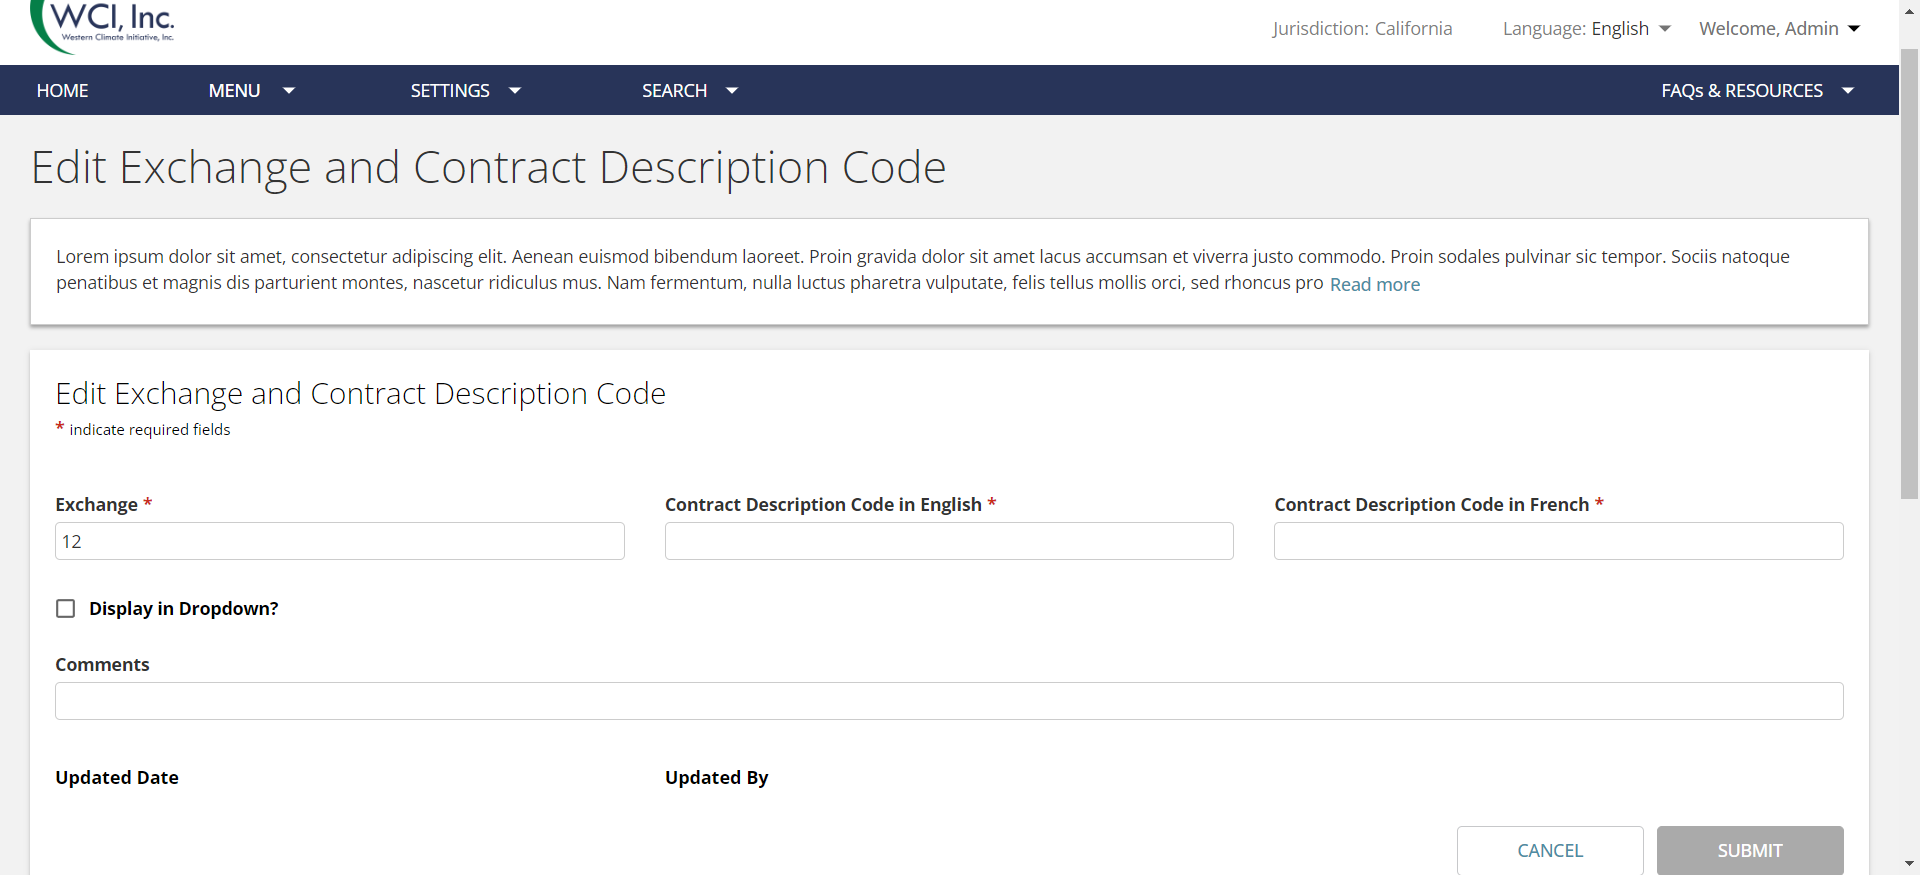 WCI, Inc.
Western Climate Initiative, Inc.
Jurisdiction: California Language: English Welcome, Admin
HOME MENU SETTINGS SEARCH FAQs & RESOURCES
Edit Exchange and Contract Description Code
Lorem ipsum dolor sit amet, consectetur adipiscing elit. Aenean euismod bibendum laoreet. Proin gravida dolor sit amet lacus accumsan et viverra justo commodo. Proin sodales pulvinar sic tempor. Sociis natoque
penatibus et magnis dis parturient montes, nascetur ridiculus mus. Nam fermentum, nulla luctus pharetra vulputate, felis tellus mollis orci, sed rhoncus pro Read more
Edit Exchange and Contract Description Code
* indicate required fields
Exchange * Contract Description Code in English * Contract Description Code in French *
12
Display in Dropdown?
Comments
Updated Date Updated By
CANCEL SUBMIT